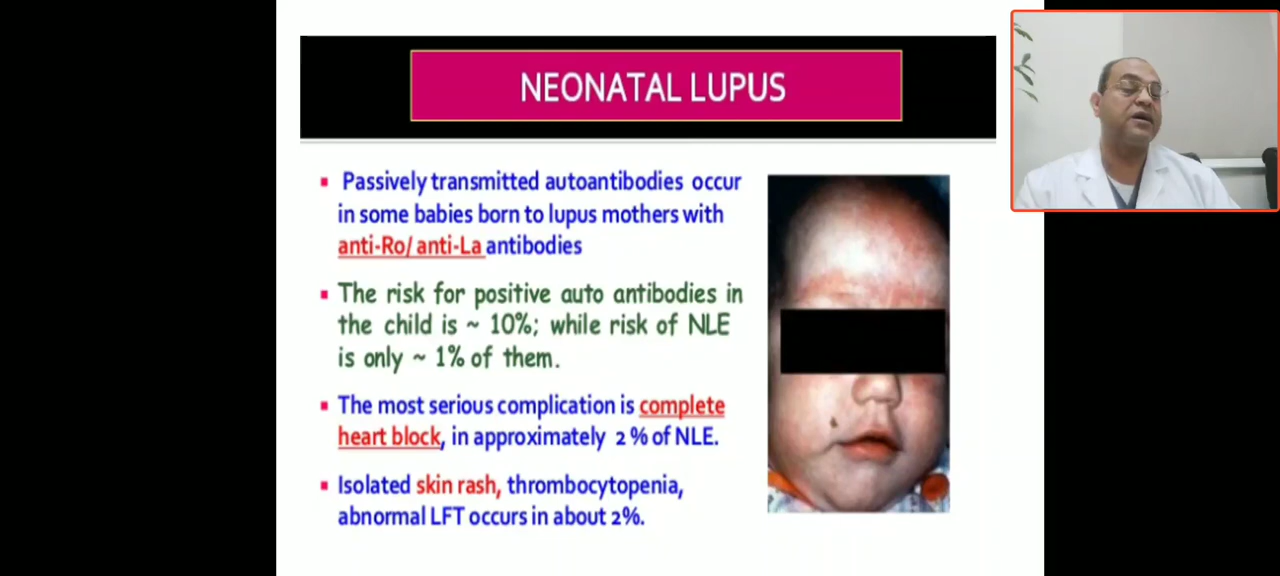 NEONATAL LUPUS
Passively transmitted autoantibodies occur
in some babies born to lupus mothers with
anti-Ro/ anti-La antibodies
The risk for positive auto antibodies in
the child is ~ 10%; while risk of NLE
is only ~ 1% of them.
The most serious complication is complete
heart block, in approximately 2 % of NLE.
Isolated skin rash, thrombocytopenia,
abnormal LFT occurs in about 2%.